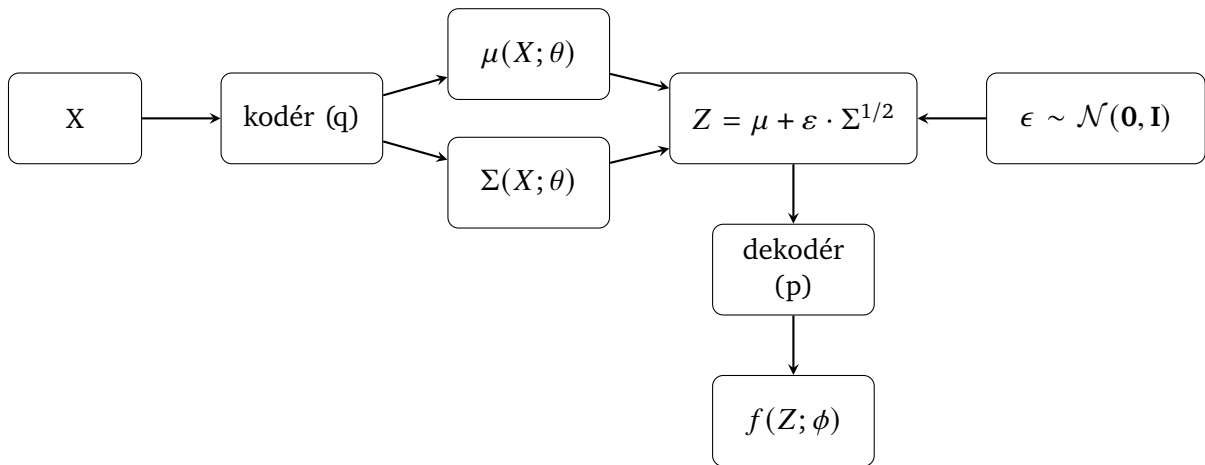 X
kodér (q)
μ(X; θ)
Σ(X; θ)
Z = μ + ε · Σ^{1/2}
ϵ ∼ 𝒩(𝟎, 𝐈)
dekodér
(p)
f(Z; ϕ)